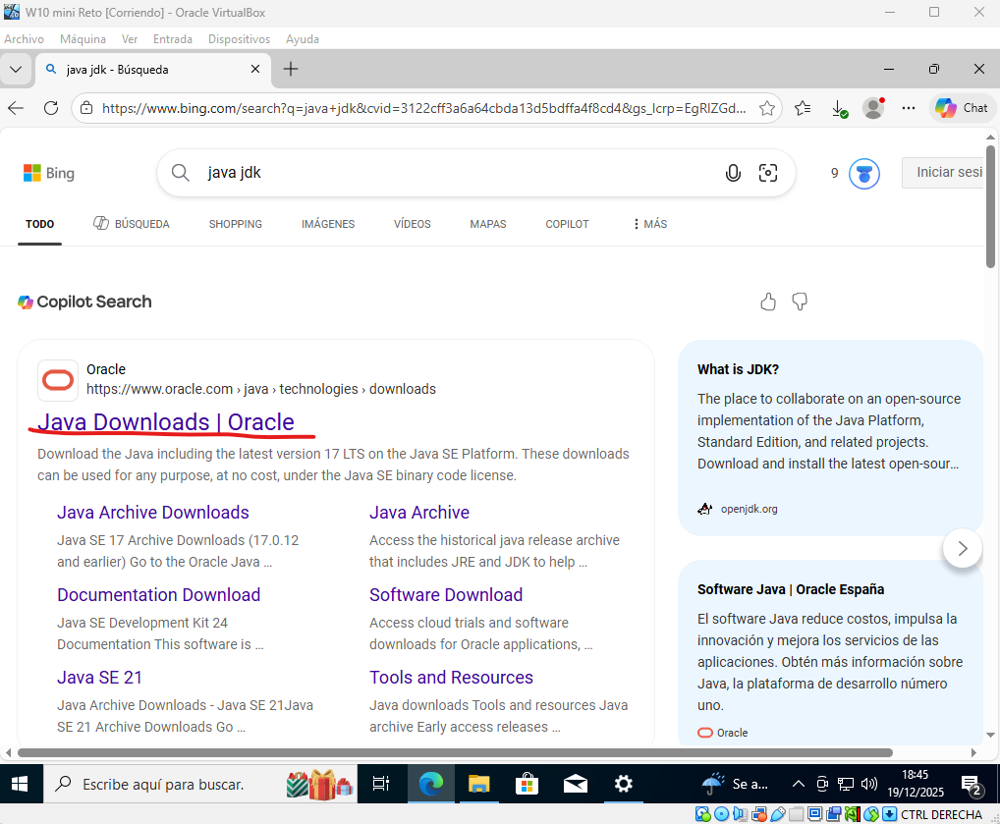 W10 mini Reto [Corriendo] - Oracle VirtualBox
Archivo Máquina Ver Entrada Dispositivos Ayuda
java jdk - Búsqueda
https://www.bing.com/search?q=java+jdk&cvid=3122cff3a6a64cbda13d5bdffa4f8cd4&gs_lcrp=EgRlZGd...
Chat
Bing
java jdk
9
Iniciar sesi
TODO BÚSQUEDA SHOPPING IMÁGENES VÍDEOS MAPAS COPILOT MÁS
Copilot Search
Oracle
https://www.oracle.com › java › technologies › downloads
Java Downloads | Oracle
Download the Java including the latest version 17 LTS on the Java SE Platform. These downloads
can be used for any purpose, at no cost, under the Java SE binary code license.
Java Archive Downloads
Java SE 17 Archive Downloads (17.0.12
and earlier) Go to the Oracle Java ...
Java Archive
Access the historical java release archive
that includes JRE and JDK to help ...
Documentation Download
Java SE Development Kit 24
Documentation This software is ...
Software Download
Access cloud trials and software
downloads for Oracle applications, ...
Java SE 21
Java Archive Downloads - Java SE 21Java
SE 21 Archive Downloads Go ...
Tools and Resources
Java downloads Tools and resources Java
archive Early access releases ...
What is JDK?
The place to collaborate on an open-source
implementation of the Java Platform,
Standard Edition, and related projects.
Download and install the latest open-sour...
openjdk.org
Software Java | Oracle España
El software Java reduce costos, impulsa la
innovación y mejora los servicios de las
aplicaciones. Obtén más información sobre
Java, la plataforma de desarrollo número
uno.
Oracle
Escribe aquí para buscar.
Se a...
18:45
19/12/2025
2
CTRL DERECHA